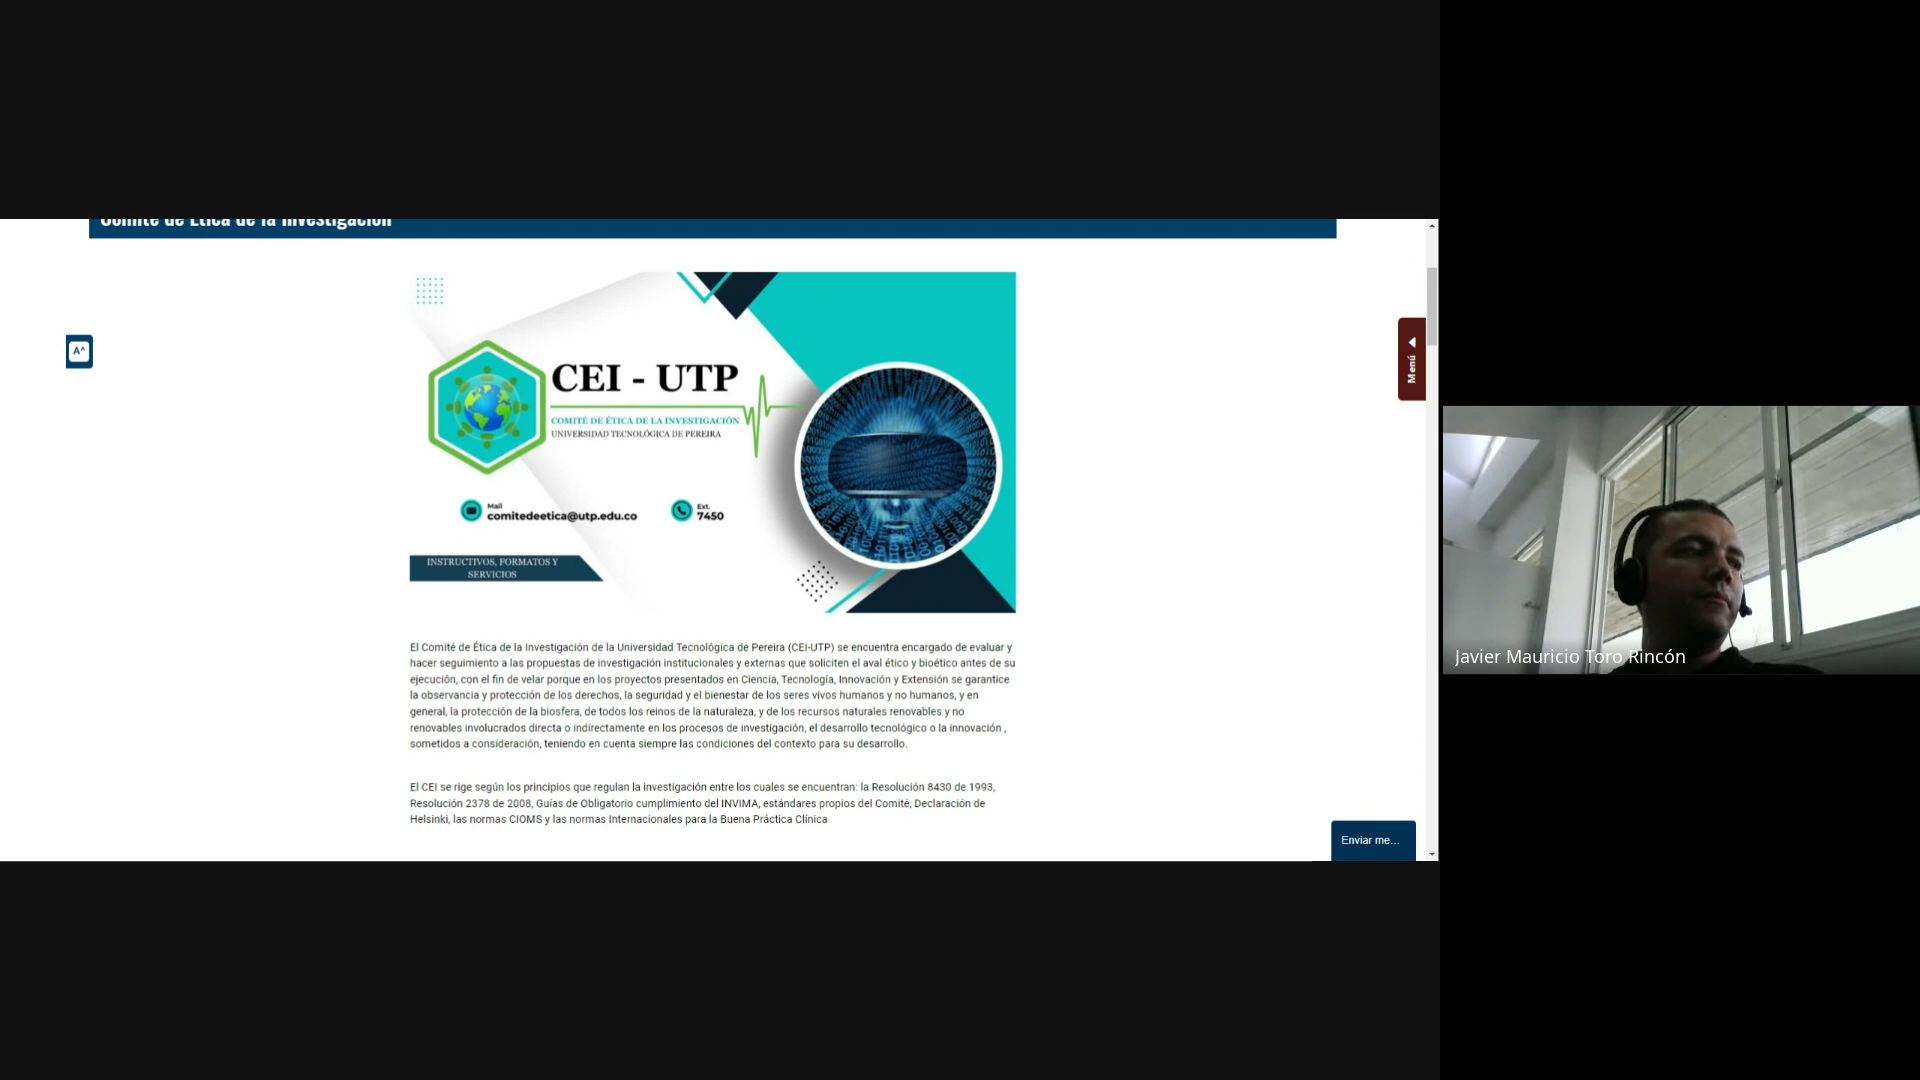 Comité de Ética de la Investigación
A^
Menú
CEI - UTP
COMITÉ DE ÉTICA DE LA INVESTIGACIÓN
UNIVERSIDAD TECNOLÓGICA DE PEREIRA
Mail
comitedeetica@utp.edu.co
Ext.
7450
INSTRUCTIVOS, FORMATOS Y
SERVICIOS
El Comité de Ética de la Investigación de la Universidad Tecnológica de Pereira (CEI-UTP) se encuentra encargado de evaluar y
hacer seguimiento a las propuestas de investigación institucionales y externas que soliciten el aval ético y bioético antes de su
ejecución, con el fin de velar porque en los proyectos presentados en Ciencia, Tecnología, Innovación y Extensión se garantice
la observancia y protección de los derechos, la seguridad y el bienestar de los seres vivos humanos y no humanos, y en
general, la protección de la biosfera, de todos los reinos de la naturaleza, y de los recursos naturales renovables y no
renovables involucrados directa o indirectamente en los procesos de investigación, el desarrollo tecnológico o la innovación ,
sometidos a consideración, teniendo en cuenta siempre las condiciones del contexto para su desarrollo.
El CEI se rige según los principios que regulan la investigación entre los cuales se encuentran: la Resolución 8430 de 1993,
Resolución 2378 de 2008, Guías de Obligatorio cumplimiento del INVIMA, estándares propios del Comité, Declaración de
Helsinki, las normas CIOMS y las normas Internacionales para la Buena Práctica Clínica
Enviar me...
Javier Mauricio Toro Rincón